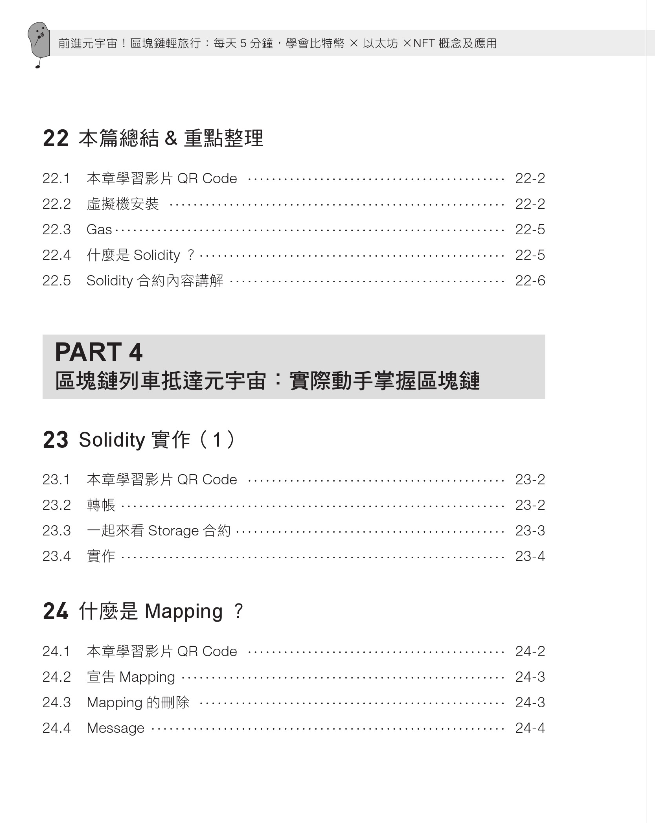 前進元宇宙！區塊鏈輕旅行：每天 5 分鐘，學會比特幣 × 以太坊 ×NFT 概念及應用
22 本篇總結 & 重點整理
22.1 本章學習影片 QR Code ........................................... 22-2
22.2 虛擬機安裝 ........................................................ 22-2
22.3 Gas ................................................................. 22-5
22.4 什麼是 Solidity ？ ................................................... 22-5
22.5 Solidity 合約內容講解 .............................................. 22-6
PART 4
區塊鏈列車抵達元宇宙：實際動手掌握區塊鏈
23 Solidity 實作（1）
23.1 本章學習影片 QR Code ........................................... 23-2
23.2 轉帳 ................................................................ 23-2
23.3 一起來看 Storage 合約 ............................................. 23-3
23.4 實作 ................................................................ 23-4
24 什麼是 Mapping ？
24.1 本章學習影片 QR Code ........................................... 24-2
24.2 宣告 Mapping ...................................................... 24-3
24.3 Mapping 的刪除 ................................................... 24-3
24.4 Message ........................................................... 24-4